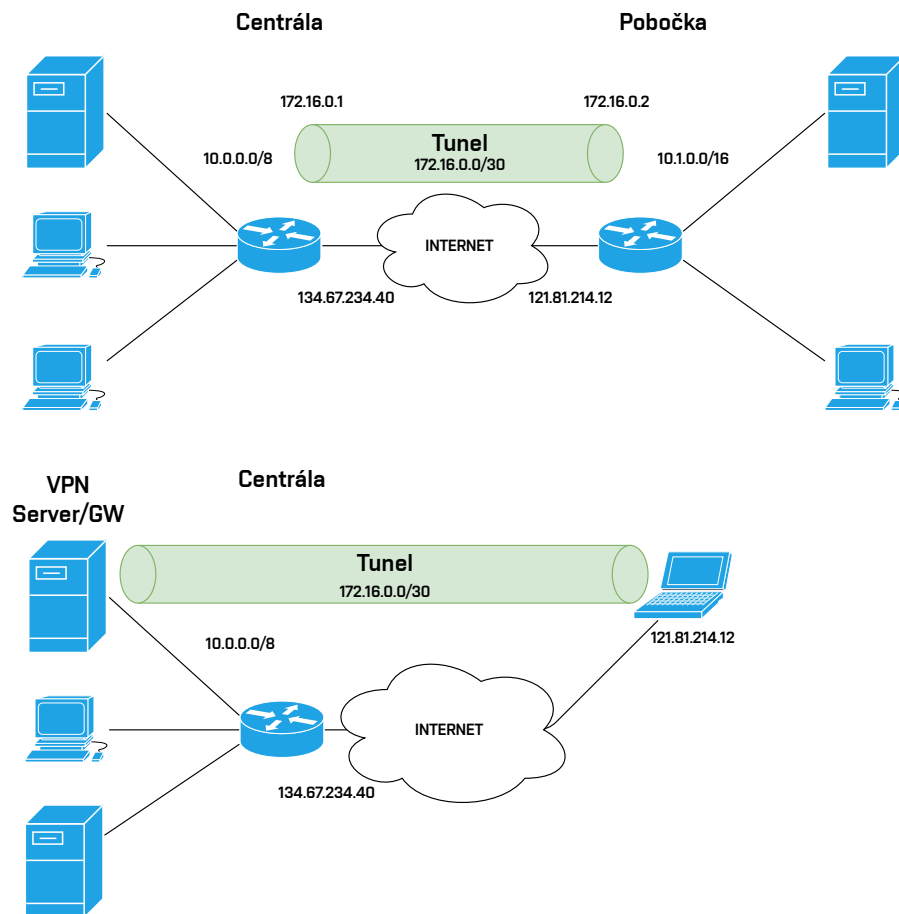 Centrála
Pobočka
172.16.0.1
172.16.0.2
Tunel
10.0.0.0/8
172.16.0.0/30
10.1.0.0/16
INTERNET
134.67.234.40
121.81.214.12
VPN
Server/GW
Centrála
Tunel
172.16.0.0/30
10.0.0.0/8
121.81.214.12
INTERNET
134.67.234.40